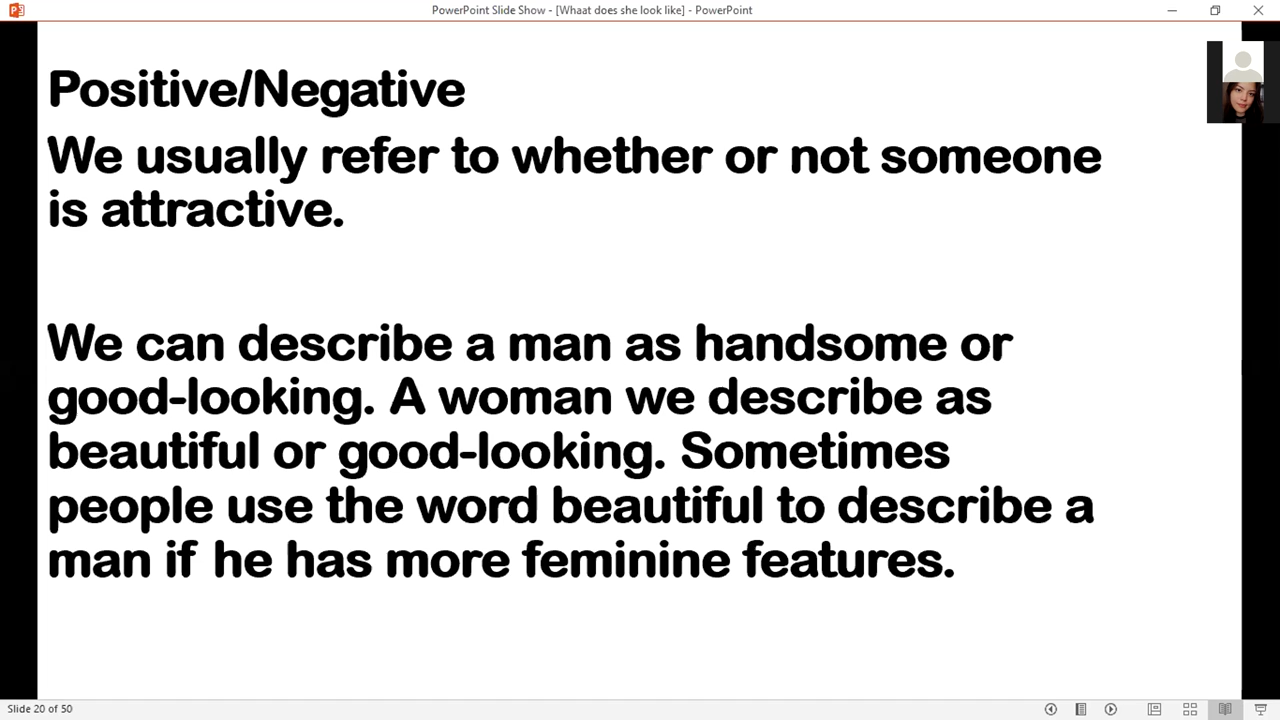 PowerPoint Slide Show - [Whaat does she look like] - PowerPoint
Positive/Negative
We usually refer to whether or not someone
is attractive.
We can describe a man as handsome or
good-looking. A woman we describe as
beautiful or good-looking. Sometimes
people use the word beautiful to describe a
man if he has more feminine features.
Slide 20 of 50